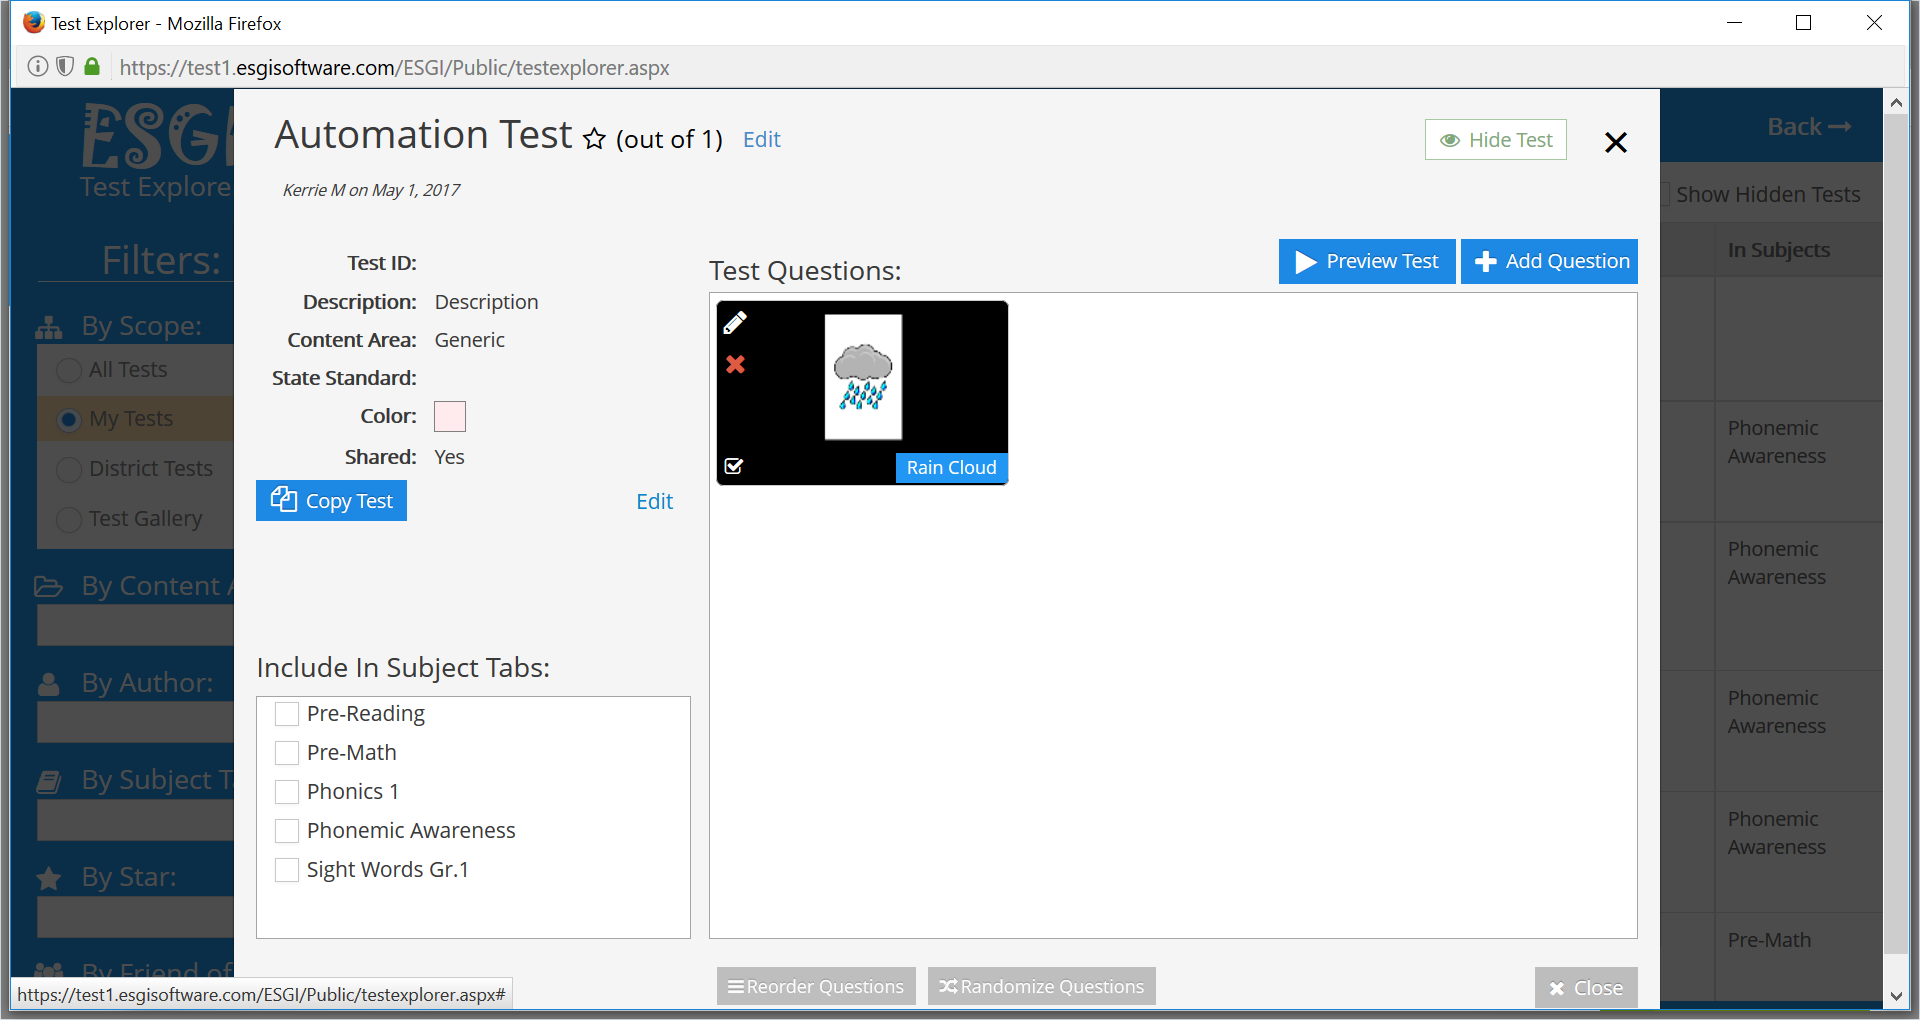 Test Explorer - Mozilla Firefox
https://test1.esgisoftware.com/ESGI/Public/testexplorer.aspx
ESGI
Test Explore
Back
Show Hidden Tests
In Subjects
Filters:
By Scope:
All Tests
My Tests
District Tests
Test Gallery
By Content A
By Author:
By Subject Ta
By Star:
By Friend of
Automation Test (out of 1) Edit
Hide Test
Kerrie M on May 1, 2017
Test ID:
Description: Description
Content Area: Generic
State Standard:
Color:
Shared: Yes
Copy Test
Edit
Include In Subject Tabs:
Pre-Reading
Pre-Math
Phonics 1
Phonemic Awareness
Sight Words Gr.1
Test Questions:
Preview Test
Add Question
Rain Cloud
Reorder Questions
Randomize Questions
Close
Phonemic
Awareness
Phonemic
Awareness
Phonemic
Awareness
Phonemic
Awareness
Pre-Math
https://test1.esgisoftware.com/ESGI/Public/testexplorer.aspx#